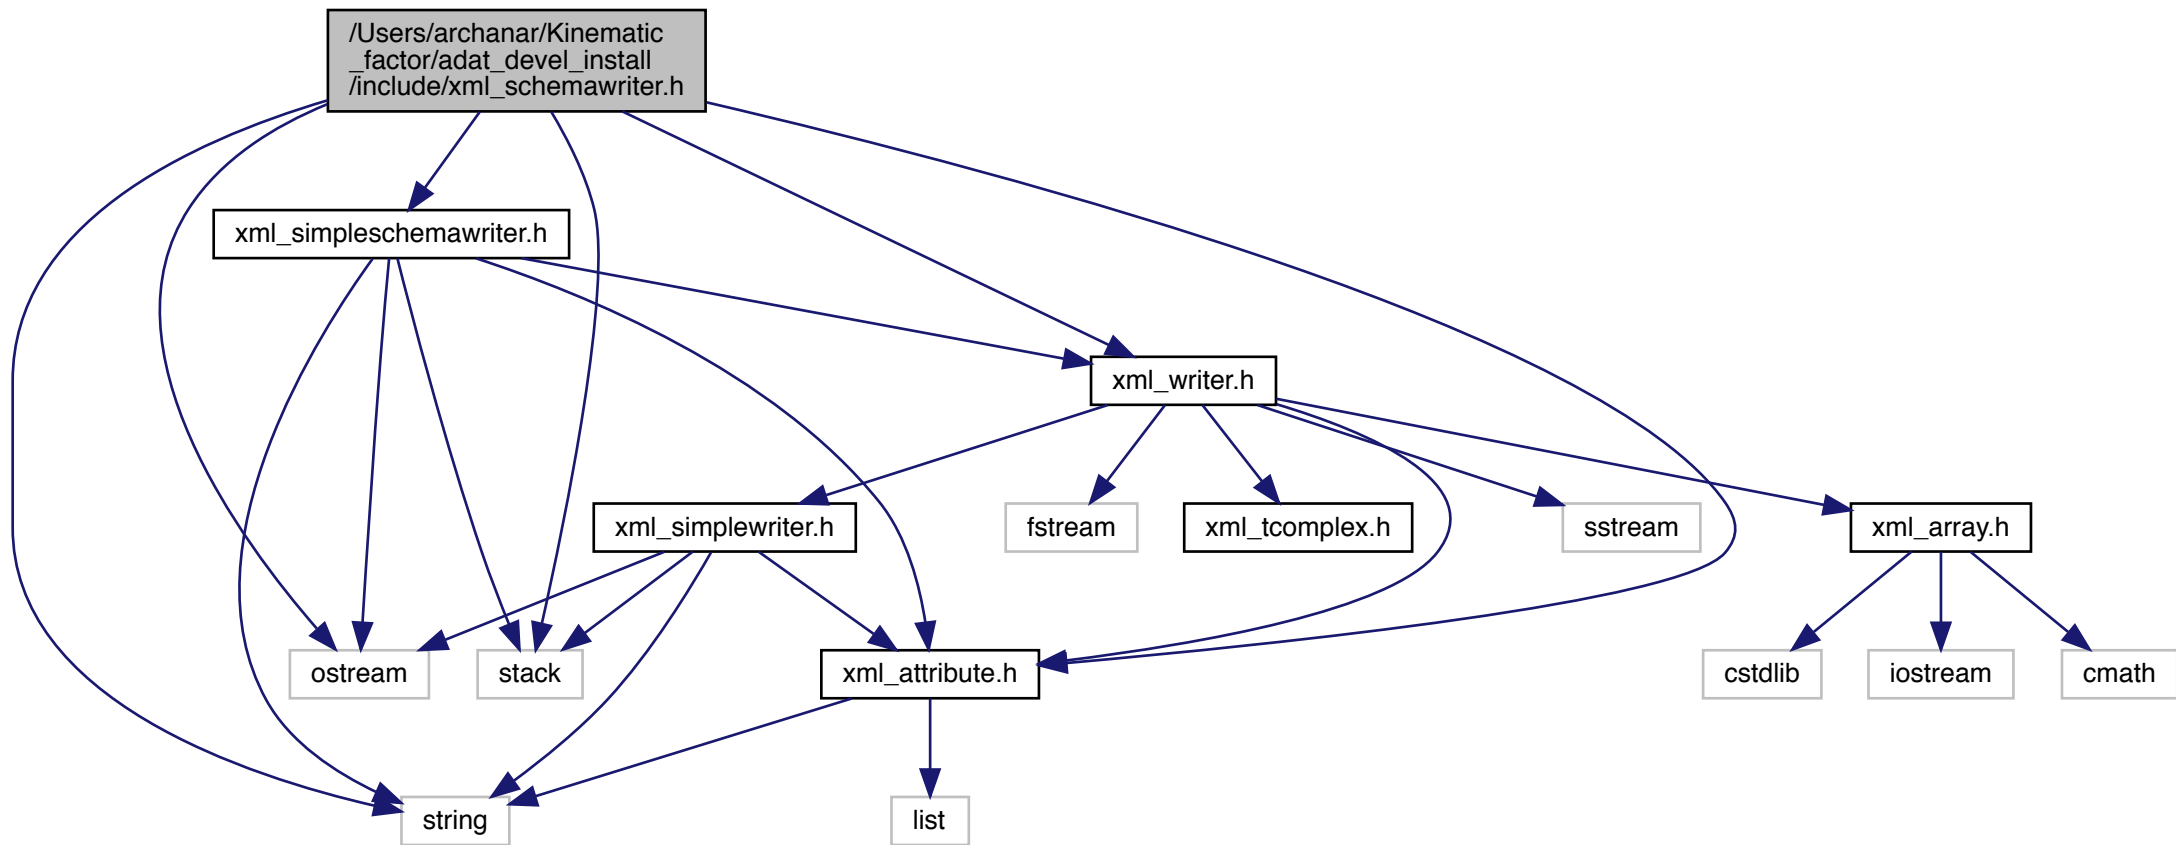 /Users/archanar/Kinematic
_factor/adat_devel_install
/include/xml_schemawriter.h
xml_simpleschemawriter.h
xml_writer.h
xml_simplewriter.h
fstream
xml_tcomplex.h
sstream
xml_array.h
ostream
stack
xml_attribute.h
cstdlib
iostream
cmath
string
list